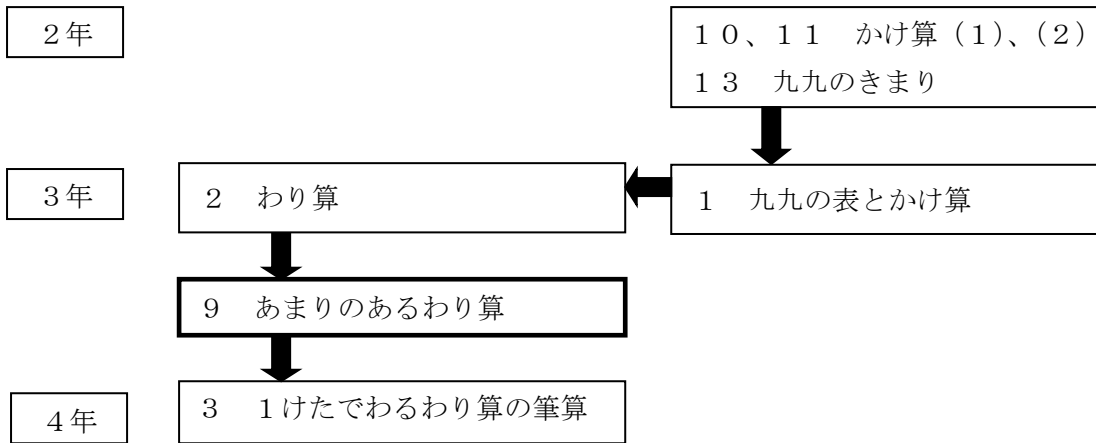 ２年
１０、１１　かけ算（１）、（２）
１３　九九のきまり
３年
２　わり算
１　九九の表とかけ算
９　あまりのあるわり算
４年
３　１けたでわるわり算の筆算